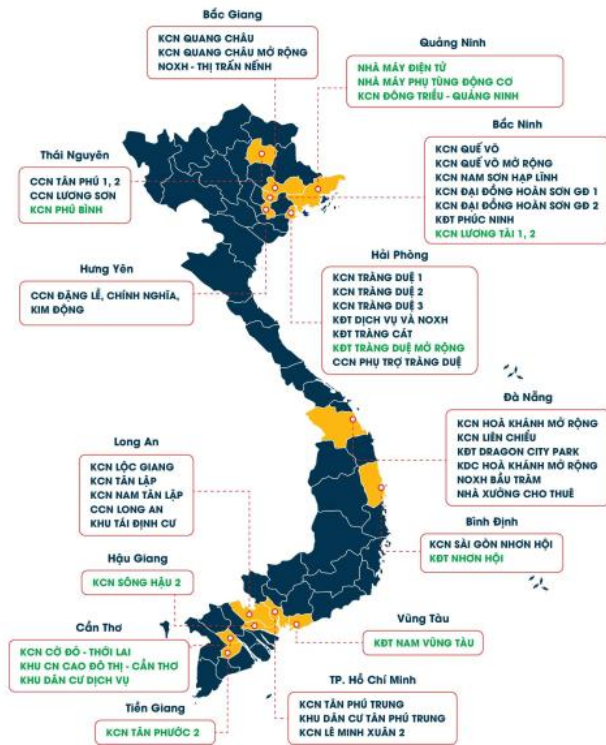 Bắc Giang
KCN QUANG CHÂU
KCN QUANG CHÂU MỞ RỘNG
NOXH - THỊ TRẤN NẾNH
Quảng Ninh
NHÀ MÁY ĐIỆN TỬ
NHÀ MÁY PHỤ TÙNG ĐỘNG CƠ
KCN ĐÔNG TRIỀU - QUẢNG NINH
Thái Nguyên
CCN TÂN PHÚ 1, 2
CCN LƯƠNG SƠN
KCN PHÚ BÌNH
Bắc Ninh
KCN QUẾ VÕ
KCN QUẾ VÕ MỞ RỘNG
KCN NAM SƠN HẠP LĨNH
KCN ĐẠI ĐỒNG HOÀN SƠN GĐ 1
KCN ĐẠI ĐỒNG HOÀN SƠN GĐ 2
KĐT PHÚC NINH
KCN LƯƠNG TÀI 1, 2
Hưng Yên
CCN ĐẶNG LỄ, CHÍNH NGHĨA,
KIM ĐỘNG
Hải Phòng
KCN TRÀNG DUỆ 1
KCN TRÀNG DUỆ 2
KCN TRÀNG DUỆ 3
KĐT DỊCH VỤ VÀ NOXH
KĐT TRÀNG CÁT
KĐT TRÀNG DUỆ MỞ RỘNG
CCN PHỤ TRỢ TRÀNG DUỆ
Đà Nẵng
KCN HOÀ KHÁNH MỞ RỘNG
KCN LIÊN CHIỂU
KĐT DRAGON CITY PARK
KDC HOÀ KHÁNH MỞ RỘNG
NOXH BẦU TRÀM
NHÀ XƯỞNG CHO THUÊ
Long An
KCN LỘC GIANG
KCN TÂN LẬP
KCN NAM TÂN LẬP
CCN LONG AN
KHU TÁI ĐỊNH CƯ
Bình Định
KCN SÀI GÒN NHƠN HỘI
KĐT NHƠN HỘI
Hậu Giang
KCN SÔNG HẬU 2
Vũng Tàu
KĐT NAM VŨNG TÀU
Cần Thơ
KCN CỜ ĐỎ - THỚI LAI
KHU CN CAO ĐÔ THỊ - CẦN THƠ
KHU DÂN CƯ DỊCH VỤ
TP. Hồ Chí Minh
KCN TÂN PHÚ TRUNG
KHU DÂN CƯ TÂN PHÚ TRUNG
KCN LÊ MINH XUÂN 2
Tiền Giang
KCN TÂN PHƯỚC 2